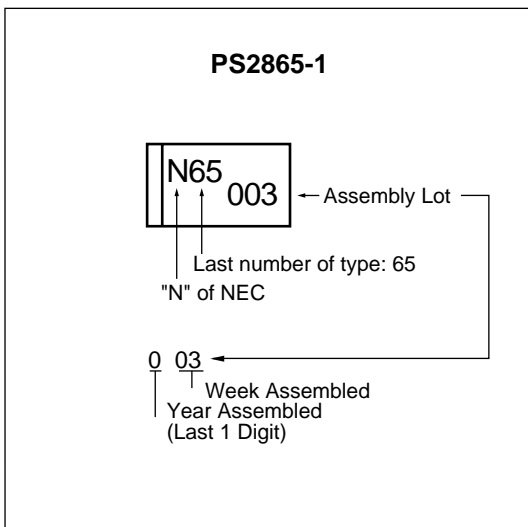 PS2865-1
N65
003
Assembly Lot
Last number of type: 65
"N" of NEC
0 03
Week Assembled
Year Assembled
(Last 1 Digit)